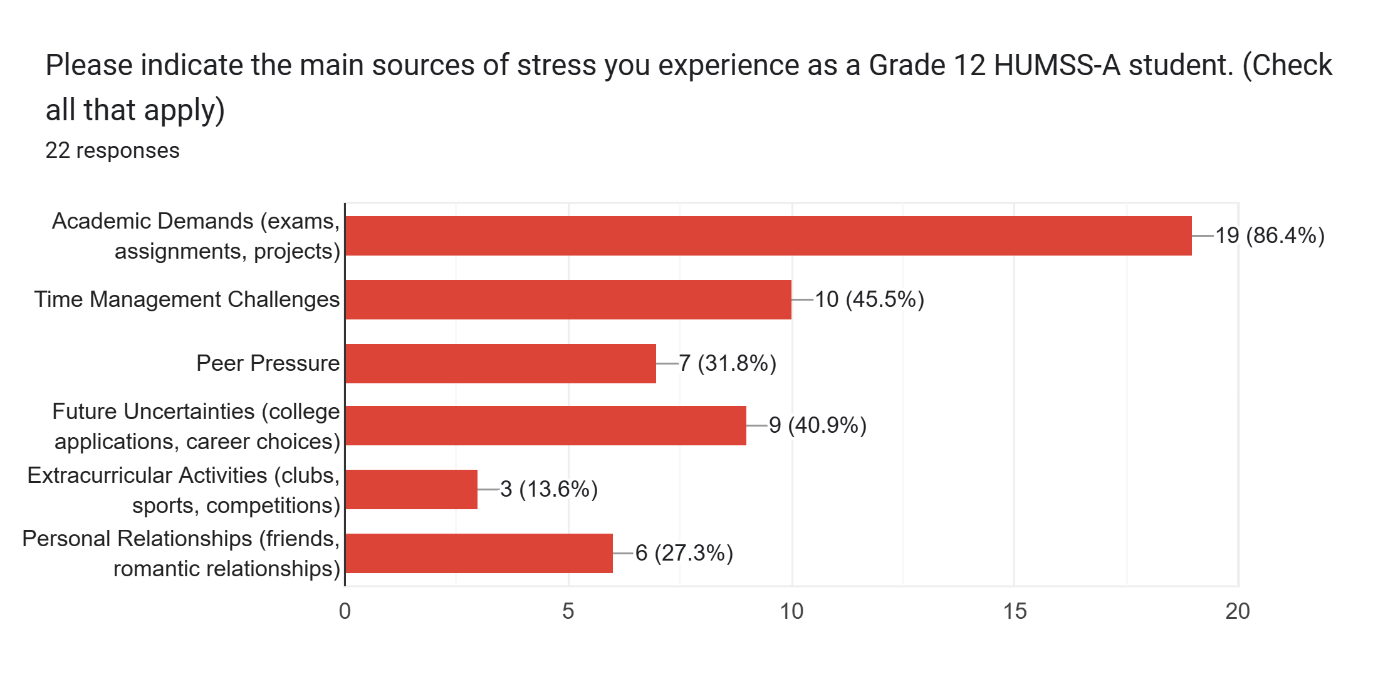 Please indicate the main sources of stress you experience as a Grade 12 HUMSS-A student. (Check
all that apply)
22 responses
Academic Demands (exams,
assignments, projects)
19 (86.4%)
Time Management Challenges
10 (45.5%)
Peer Pressure
7 (31.8%)
Future Uncertainties (college
applications, career choices)
9 (40.9%)
Extracurricular Activities (clubs,
sports, competitions)
3 (13.6%)
Personal Relationships (friends,
romantic relationships)
6 (27.3%)
0 5 10 15 20